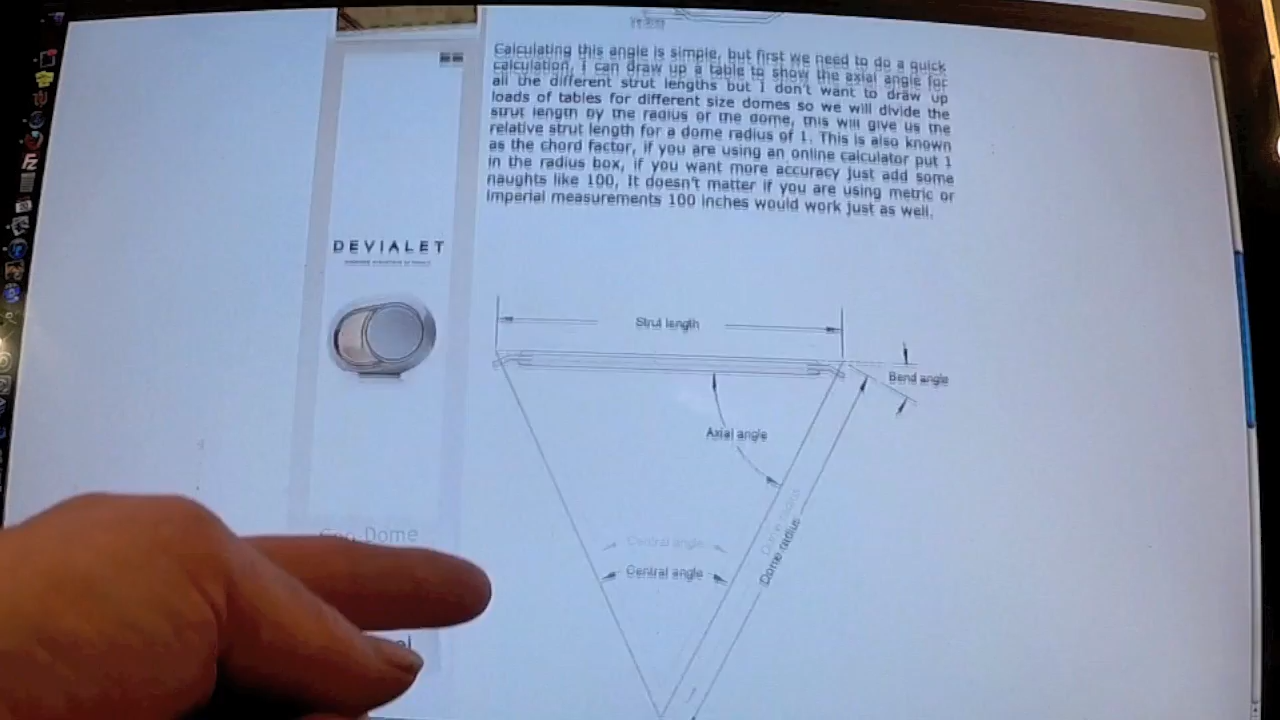 Calculating this angle is simple, but first we need to do a quick
calculation, I can draw up a table to show the axial angle for
all the different strut lengths but I don't want to draw up
loads of tables for different size domes so we will divide the
strut length by the radius or the dome, this will give us the
relative strut length for a dome radius of 1. This is also known
as the chord factor, if you are using an online calculator put 1
in the radius box, if you want more accuracy just add some
naughts like 100, It doesn't matter if you are using metric or
imperial measurements 100 inches would work just as well.
DEVIALET
Strut length
Bend angle
Axial angle
Dome radius
Central angle
Central angle
Dome radius
Geo-Dome